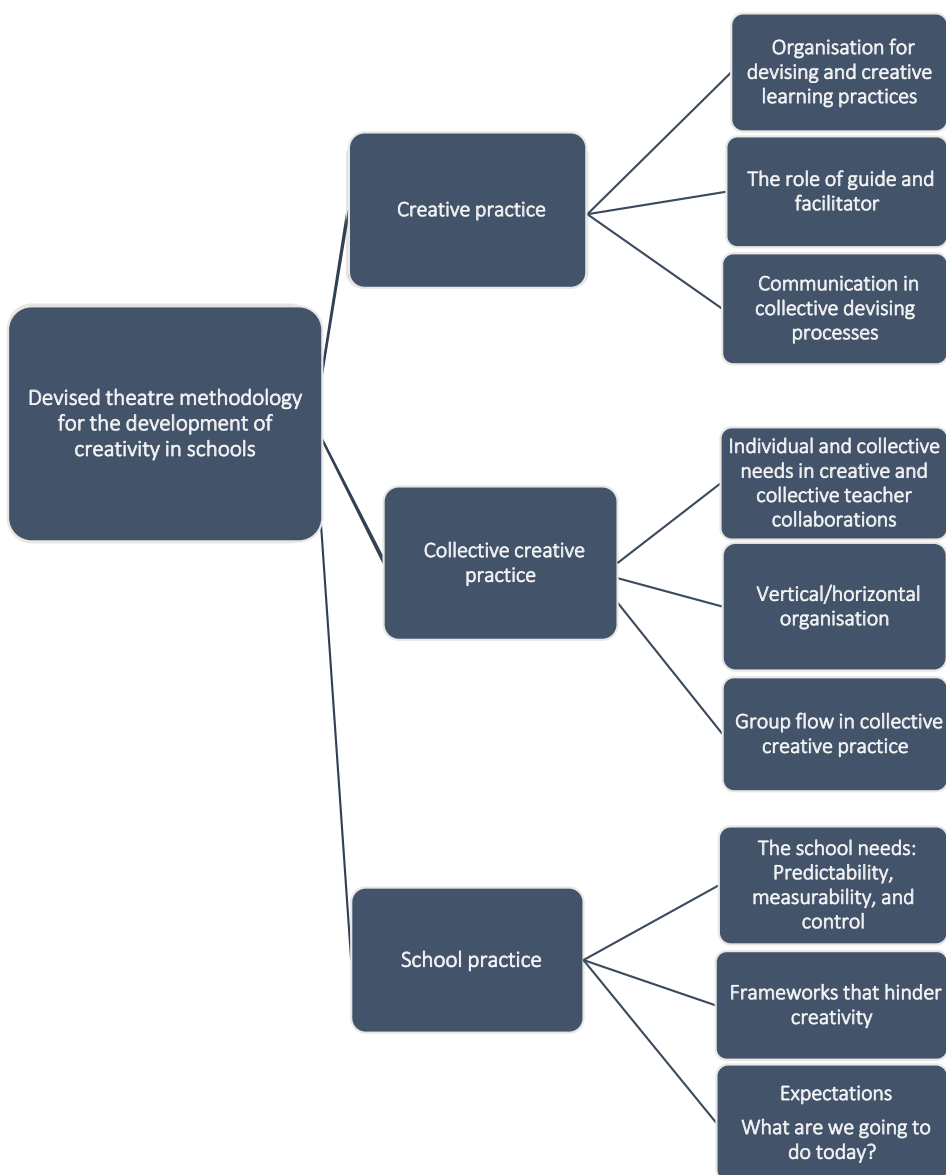 Devised theatre methodology
for the development of
creativity in schools
Creative practice
Organisation for
devising and creative
learning practices
The role of guide and
facilitator
Communication in
collective devising
processes
Collective creative
practice
Individual and collective
needs in creative and
collective teacher
collaborations
Vertical/horizontal
organisation
Group flow in collective
creative practice
School practice
The school needs:
Predictability,
measurability, and
control
Frameworks that hinder
creativity
Expectations
What are we going to
do today?